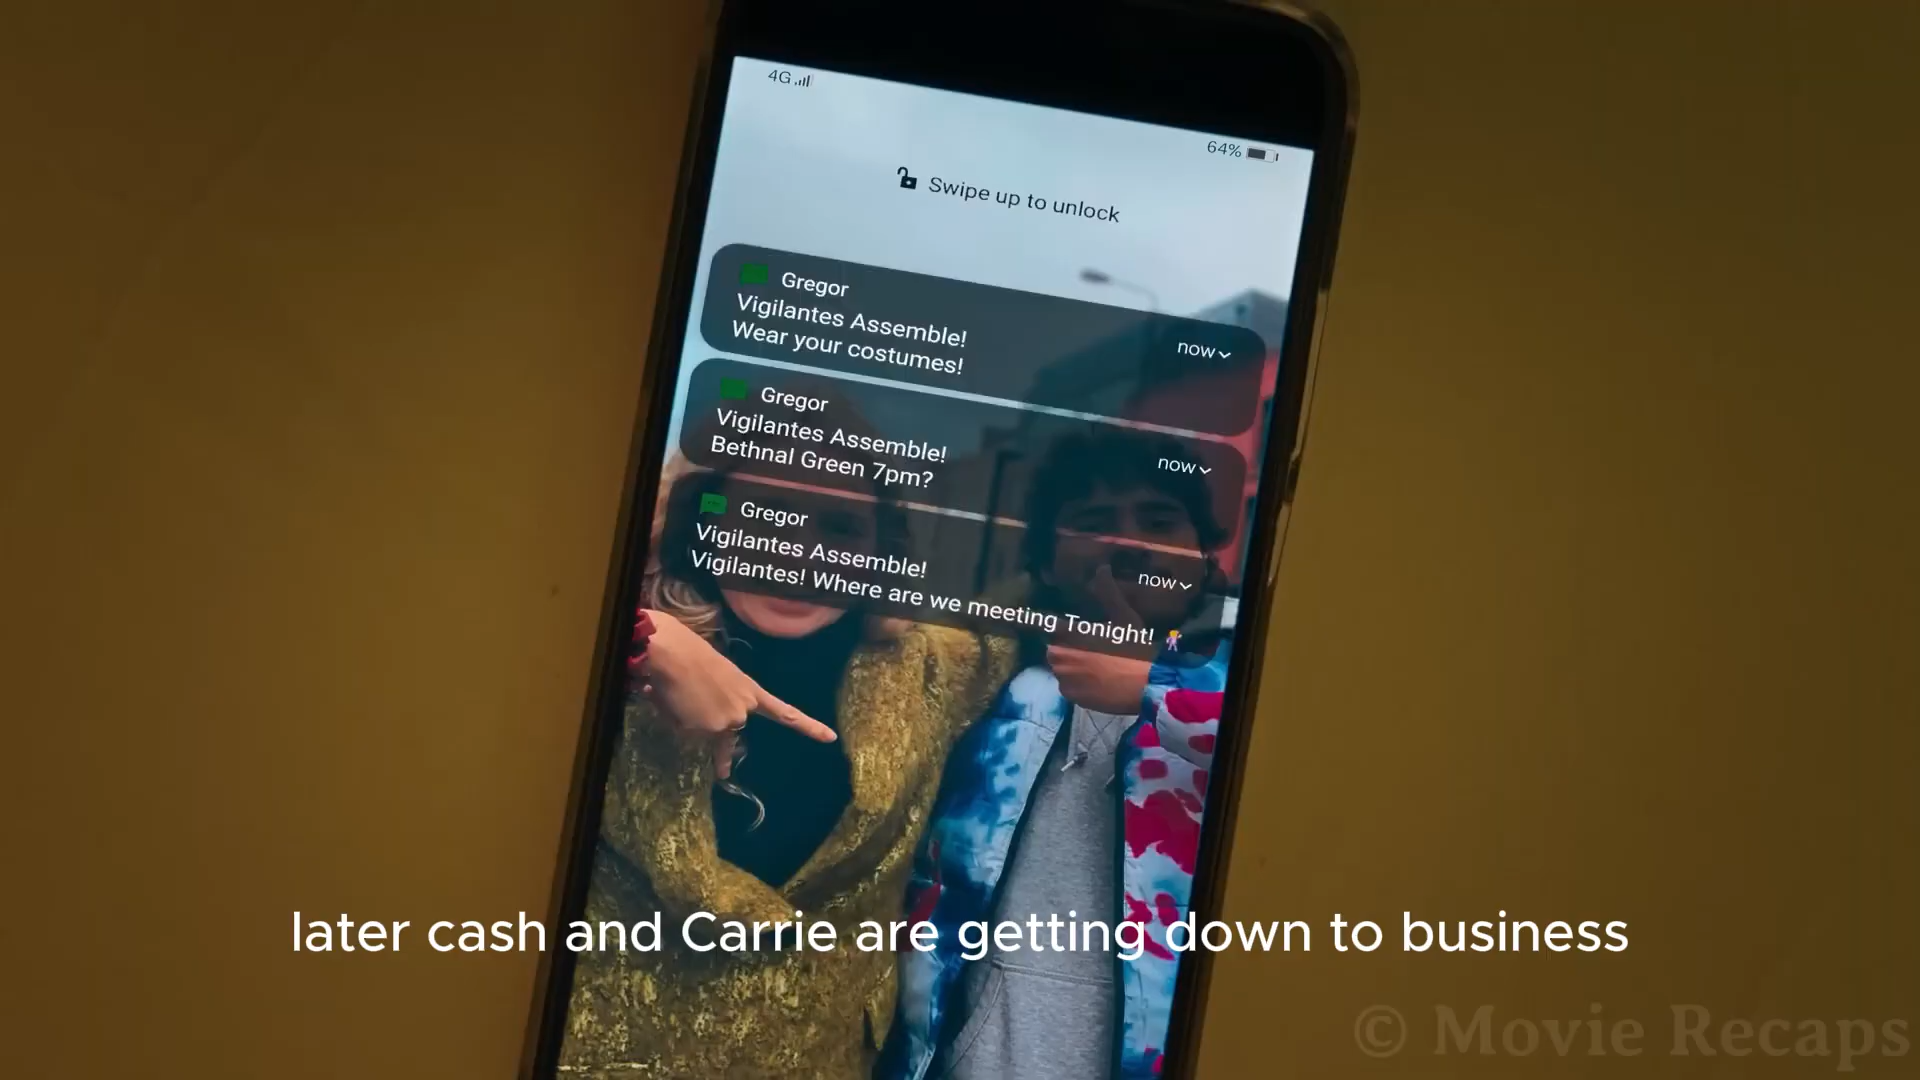 4G
64%
Swipe up to unlock
Gregor
Vigilantes Assemble!
Wear your costumes!
now
Gregor
Vigilantes Assemble!
Bethnal Green 7pm?
now
Gregor
Vigilantes Assemble!
Vigilantes! Where are we meeting Tonight!
now
later cash and Carrie are getting down to business
© Movie Recaps